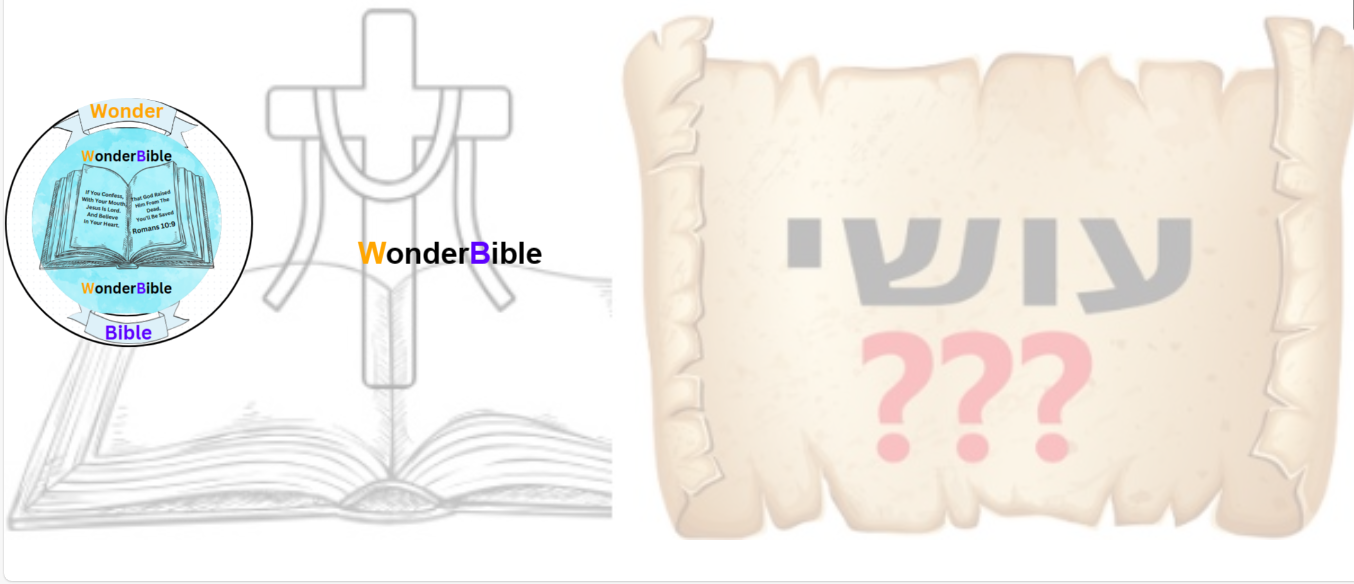 Wonder
WonderBible
If You Confess,
With Your Mouth
Jesus Is Lord.
And Believe
In Your Heart.
That God Raised
Him From The
Dead,
You'll Be Saved
Romans 10:9
WonderBible
Bible
WonderBible
עושי
???